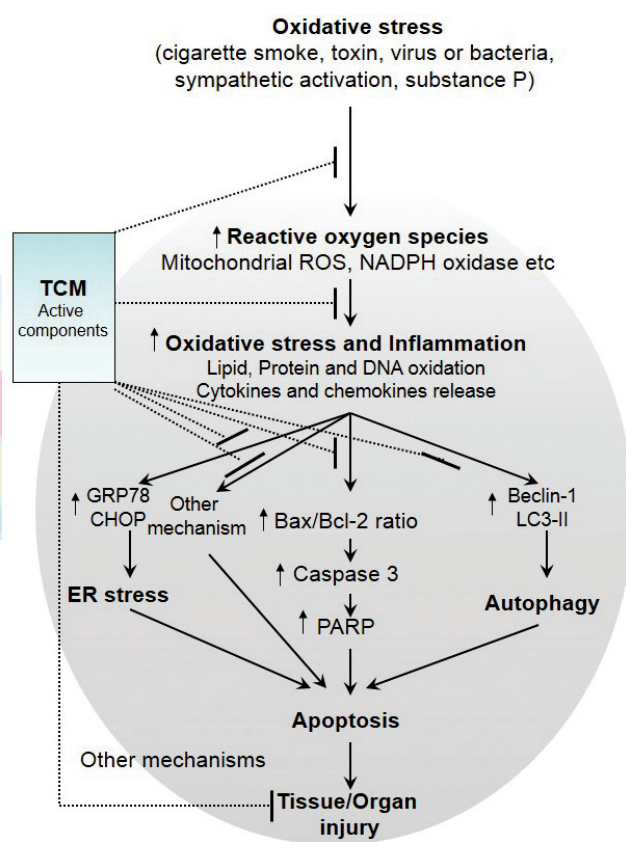 Oxidative stress
(cigarette smoke, toxin, virus or bacteria,
sympathetic activation, substance P)
↑ Reactive oxygen species
Mitochondrial ROS, NADPH oxidase etc
TCM
Active
components
↑ Oxidative stress and Inflammation
Lipid, Protein and DNA oxidation
Cytokines and chemokines release
↑ GRP78
CHOP
Other
mechanism
↑ Bax/Bcl-2 ratio
↑ Beclin-1
LC3-II
↑ Caspase 3
ER stress
Autophagy
↑ PARP
Apoptosis
Other mechanisms
Tissue/Organ
injury